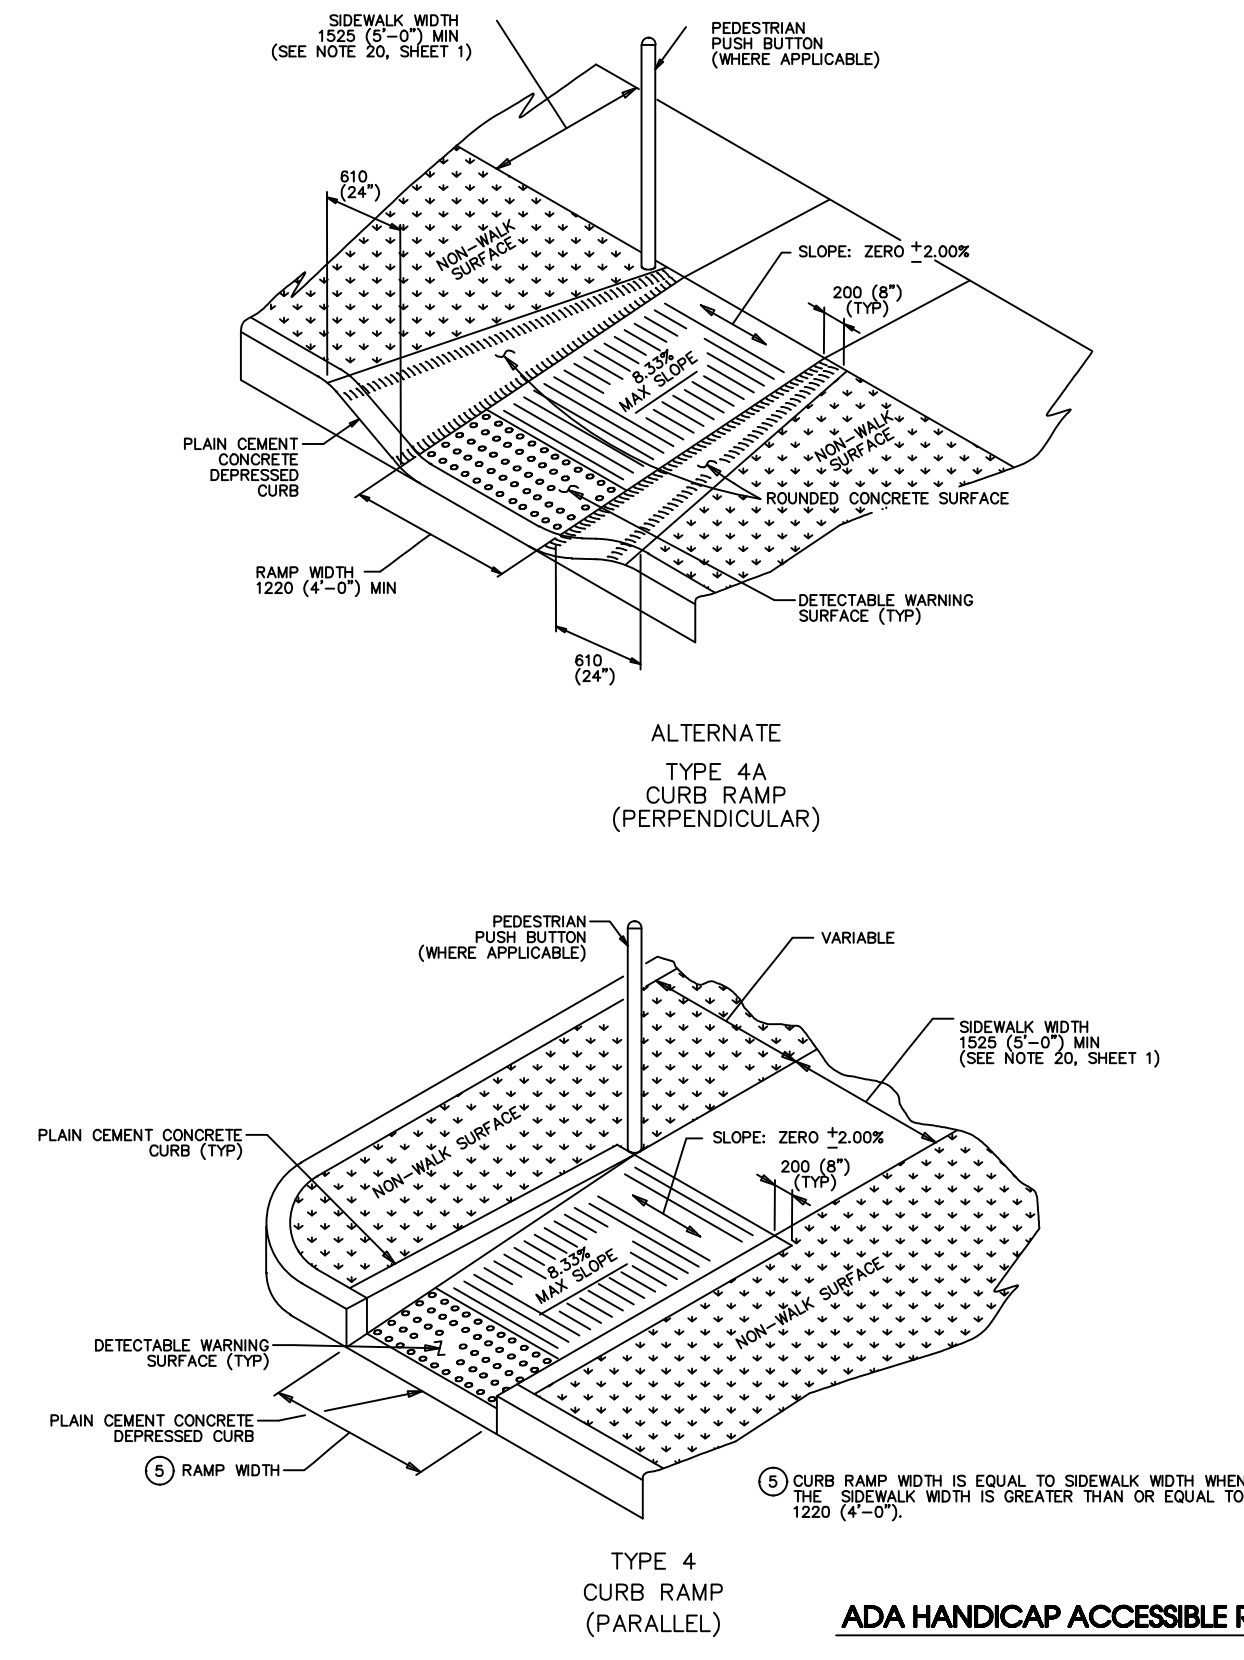 SIDEWALK WIDTH
1525 (5'-0") MIN
(SEE NOTE 20, SHEET 1)
PEDESTRIAN
PUSH BUTTON
(WHERE APPLICABLE)
610
(24")
NON-WALK
SURFACE
SLOPE: ZERO ±2.00%
200 (8")
(TYP)
8.33%
MAX SLOPE
NON-WALK
SURFACE
PLAIN CEMENT
CONCRETE
DEPRESSED
CURB
ROUNDED CONCRETE SURFACE
RAMP WIDTH
1220 (4'-0") MIN
DETECTABLE WARNING
SURFACE (TYP)
610
(24")
ALTERNATE
TYPE 4A
CURB RAMP
(PERPENDICULAR)
PEDESTRIAN
PUSH BUTTON
(WHERE APPLICABLE)
VARIABLE
SIDEWALK WIDTH
1525 (5'-0") MIN
(SEE NOTE 20, SHEET 1)
PLAIN CEMENT CONCRETE
CURB (TYP)
NON-WALK SURFACE
SLOPE: ZERO ±2.00%
200 (8")
(TYP)
8.33%
MAX SLOPE
NON-WALK SURFACE
DETECTABLE WARNING
SURFACE (TYP)
PLAIN CEMENT CONCRETE
DEPRESSED CURB
5 RAMP WIDTH
5 CURB RAMP WIDTH IS EQUAL TO SIDEWALK WIDTH WHEN
THE SIDEWALK WIDTH IS GREATER THAN OR EQUAL TO
1220 (4'-0").
TYPE 4
CURB RAMP
(PARALLEL)
ADA HANDICAP ACCESSIBLE